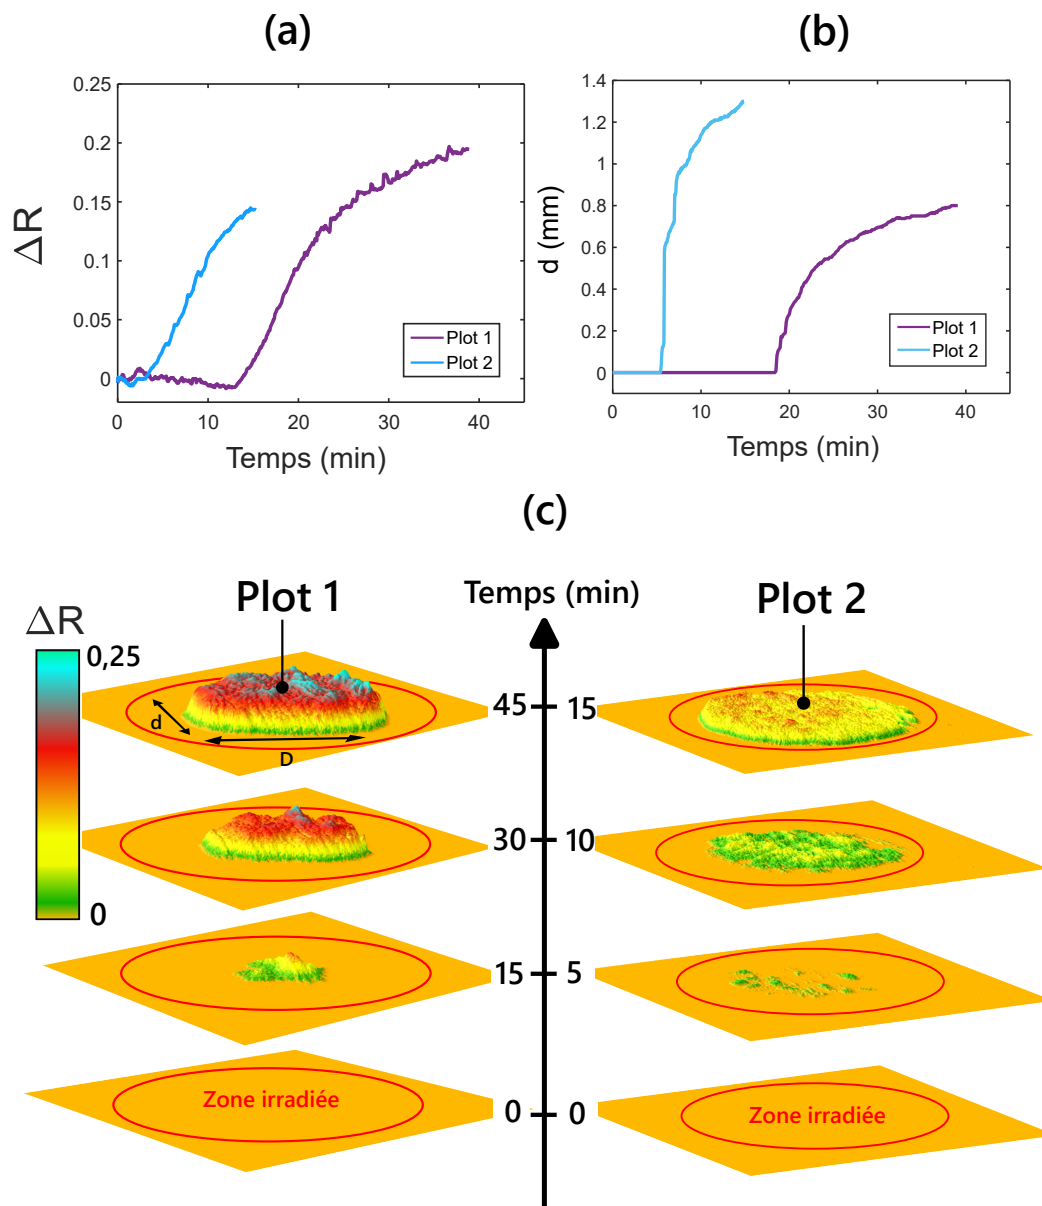 (a)
(b)
0.25
0.2
0.15
0.1
0.05
0
ΔR
0
10
20
30
40
Temps (min)
Plot 1
Plot 2
1.4
1.2
1
0.8
0.6
0.4
0.2
0
d (mm)
0
10
20
30
40
Temps (min)
Plot 1
Plot 2
(c)
Plot 1
Temps (min)
Plot 2
ΔR
0,25
0
d
D
45
15
30
10
15
5
0
0
Zone irradiée
Zone irradiée